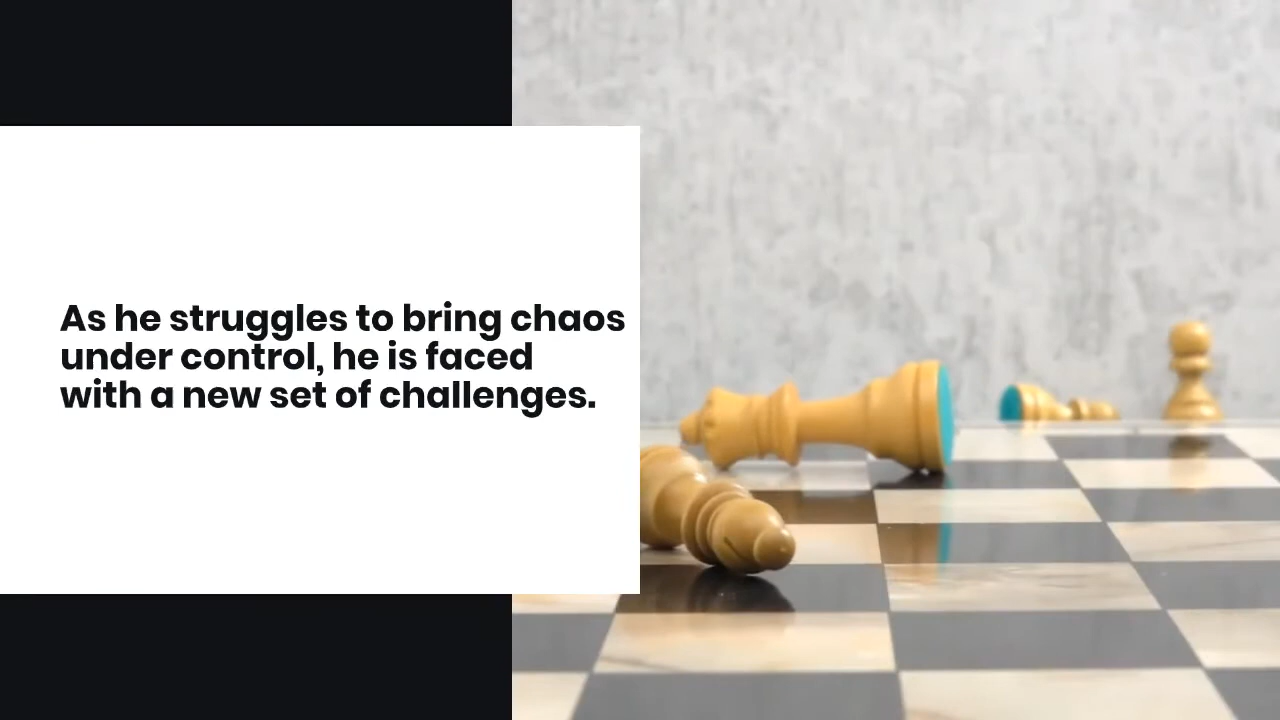 As he struggles to bring chaos
under control, he is faced
with a new set of challenges.